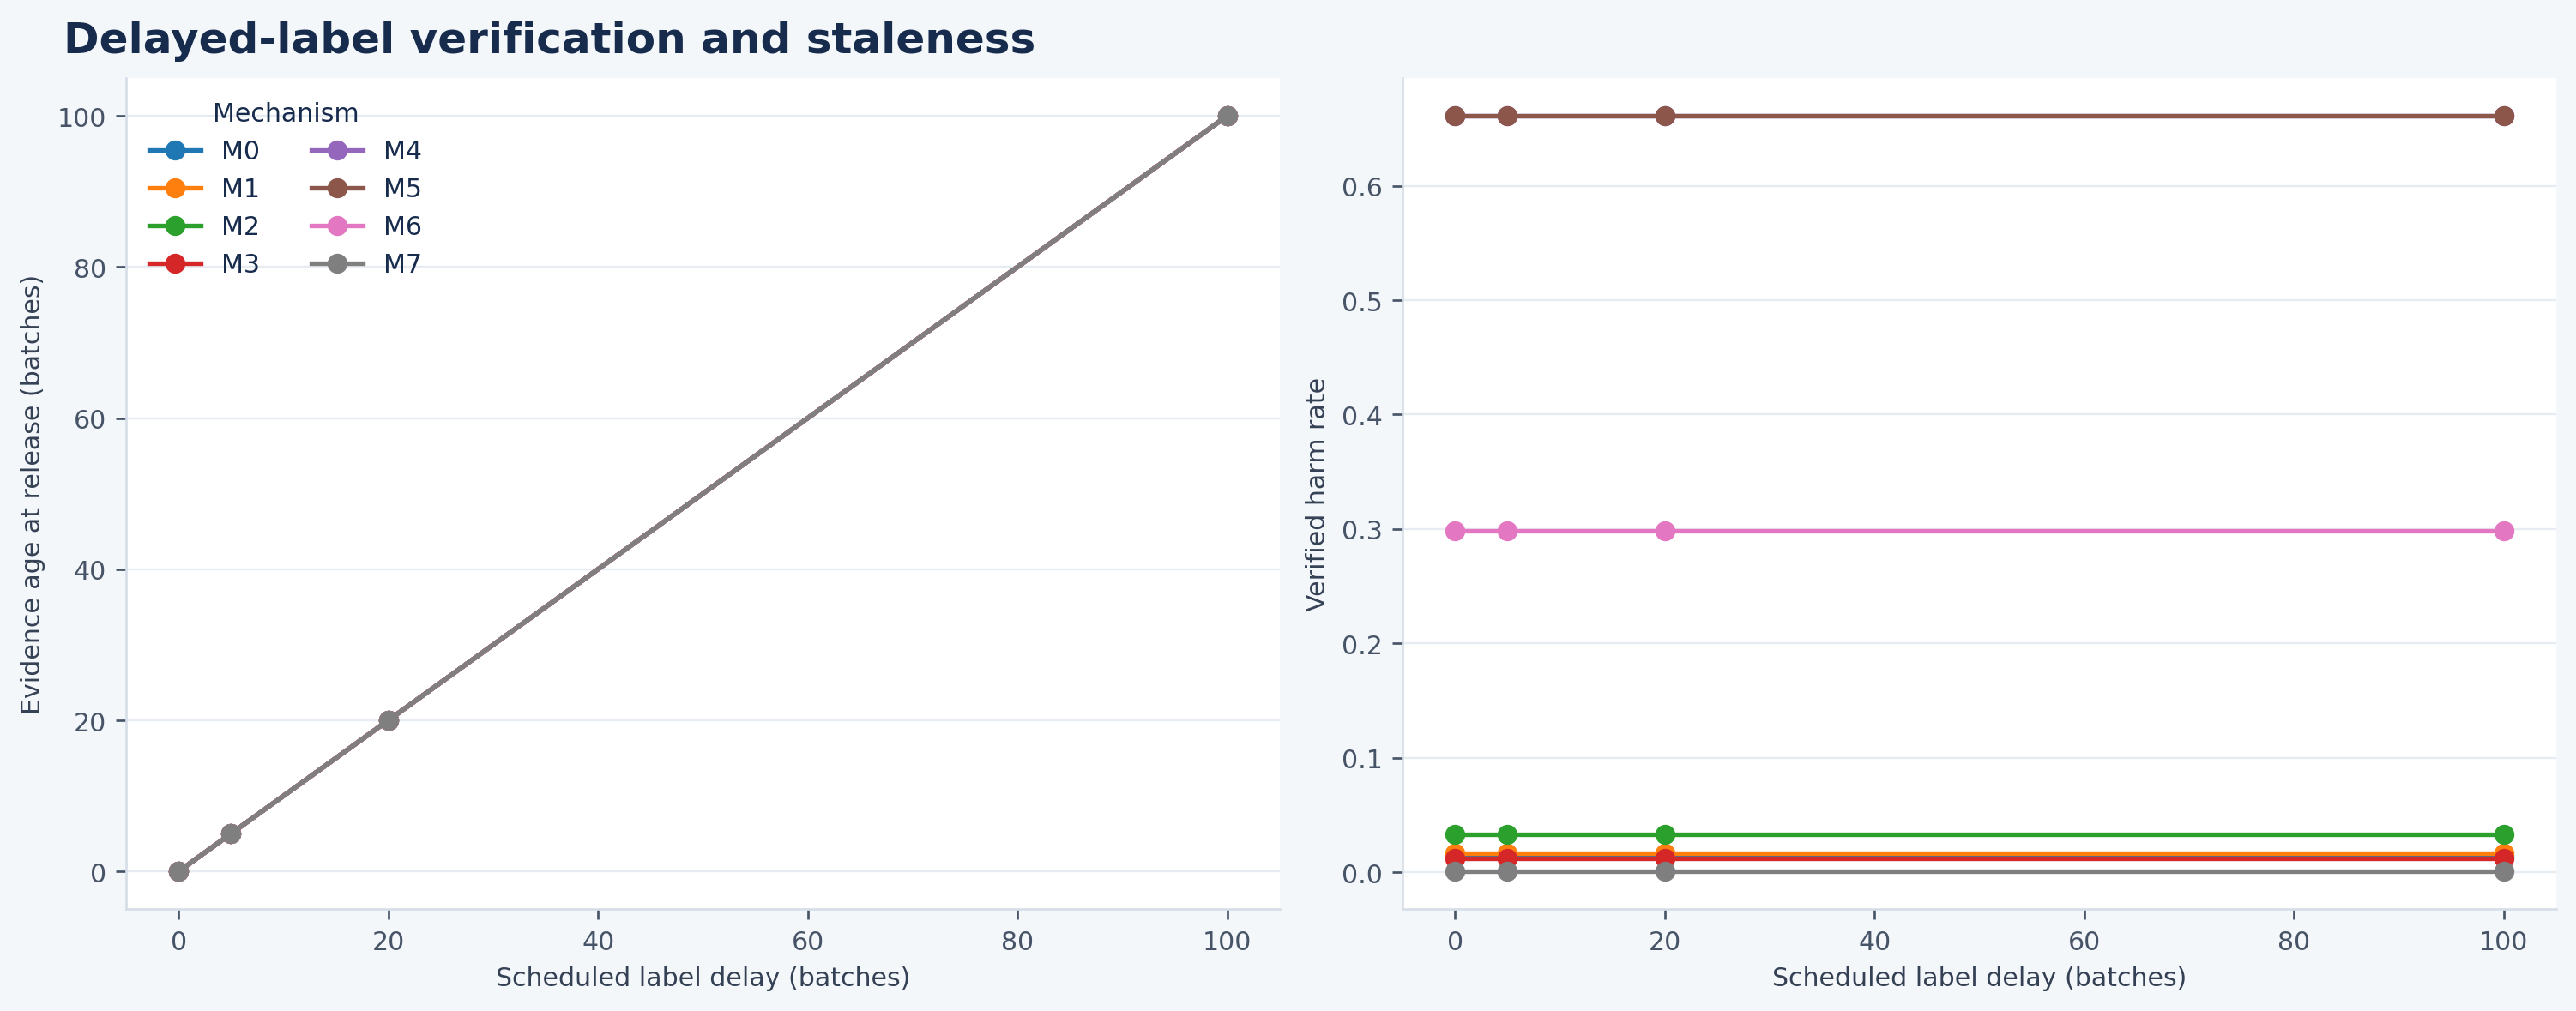 Delayed-label verification and staleness
Evidence age at release (batches)
100
80
60
40
20
0
Mechanism
M0 M4
M1 M5
M2 M6
M3 M7
0 20 40 60 80 100
Scheduled label delay (batches)
Verified harm rate
0.6
0.5
0.4
0.3
0.2
0.1
0.0
0 20 40 60 80 100
Scheduled label delay (batches)